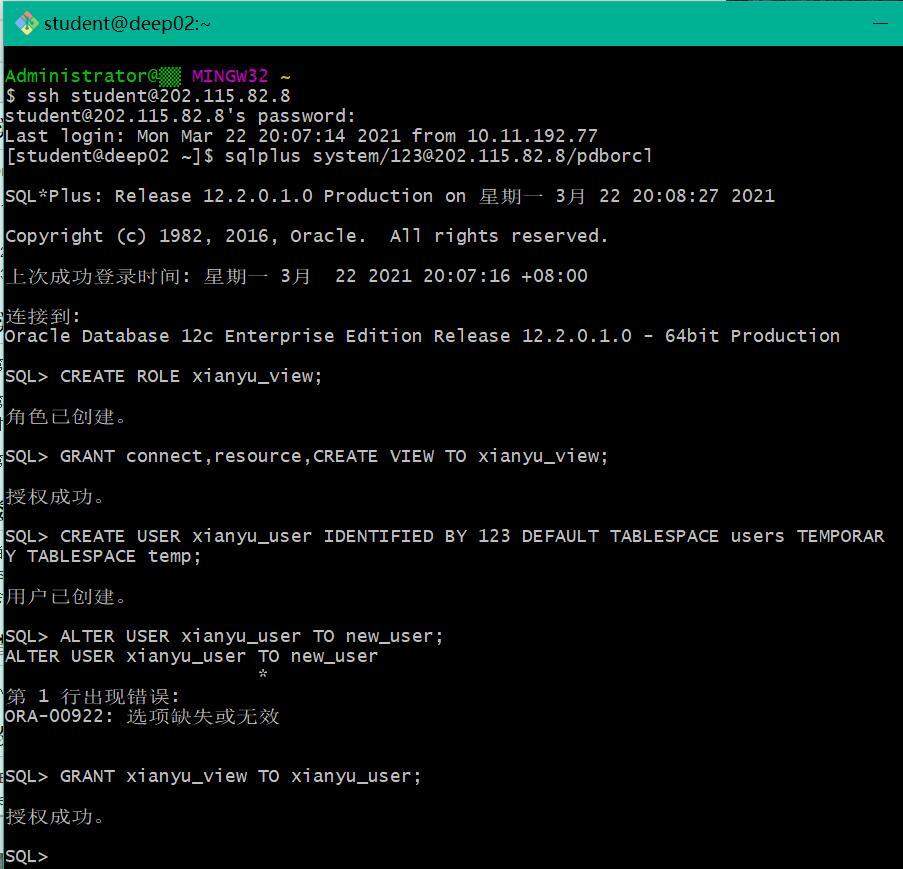 student@deep02:~
Administrator@ MINGW32 ~
$ ssh student@202.115.82.8
student@202.115.82.8's password:
Last login: Mon Mar 22 20:07:14 2021 from 10.11.192.77
[student@deep02 ~]$ sqlplus system/123@202.115.82.8/pdborcl
SQL*Plus: Release 12.2.0.1.0 Production on 星期一 3月 22 20:08:27 2021
Copyright (c) 1982, 2016, Oracle.  All rights reserved.
上次成功登录时间: 星期一 3月  22 2021 20:07:16 +08:00
连接到:
Oracle Database 12c Enterprise Edition Release 12.2.0.1.0 - 64bit Production
SQL> CREATE ROLE xianyu_view;
角色已创建。
SQL> GRANT connect,resource,CREATE VIEW TO xianyu_view;
授权成功。
SQL> CREATE USER xianyu_user IDENTIFIED BY 123 DEFAULT TABLESPACE users TEMPORAR
Y TABLESPACE temp;
用户已创建。
SQL> ALTER USER xianyu_user TO new_user;
ALTER USER xianyu_user TO new_user
*
第 1 行出现错误:
ORA-00922: 选项缺失或无效
SQL> GRANT xianyu_view TO xianyu_user;
授权成功。
SQL>